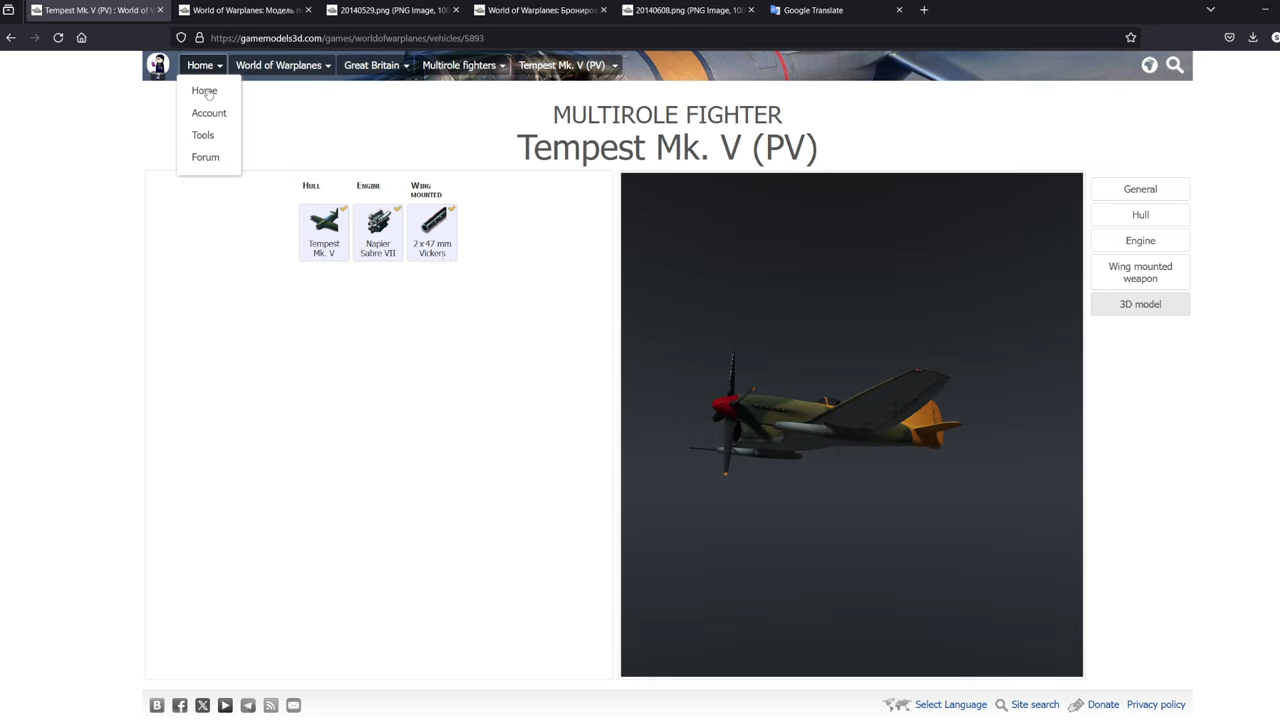 Tempest Mk. V (PV) : World of W
World of Warplanes: Модель п
20140529.png (PNG Image, 100
World of Warplanes: Брониро
20140608.png (PNG Image, 100
Google Translate
https://gamemodels3d.com/games/worldofwarplanes/vehicles/5893
Home
World of Warplanes
Great Britain
Multirole fighters
Tempest Mk. V (PV)
Home
Account
Tools
Forum
MULTIROLE FIGHTER
Tempest Mk. V (PV)
HULL
ENGINE
WING
MOUNTED
Tempest
Mk. V
Napier
Sabre VII
2 x 47 mm
Vickers
General
Hull
Engine
Wing mounted
weapon
3D model
Select Language
Site search
Donate
Privacy policy